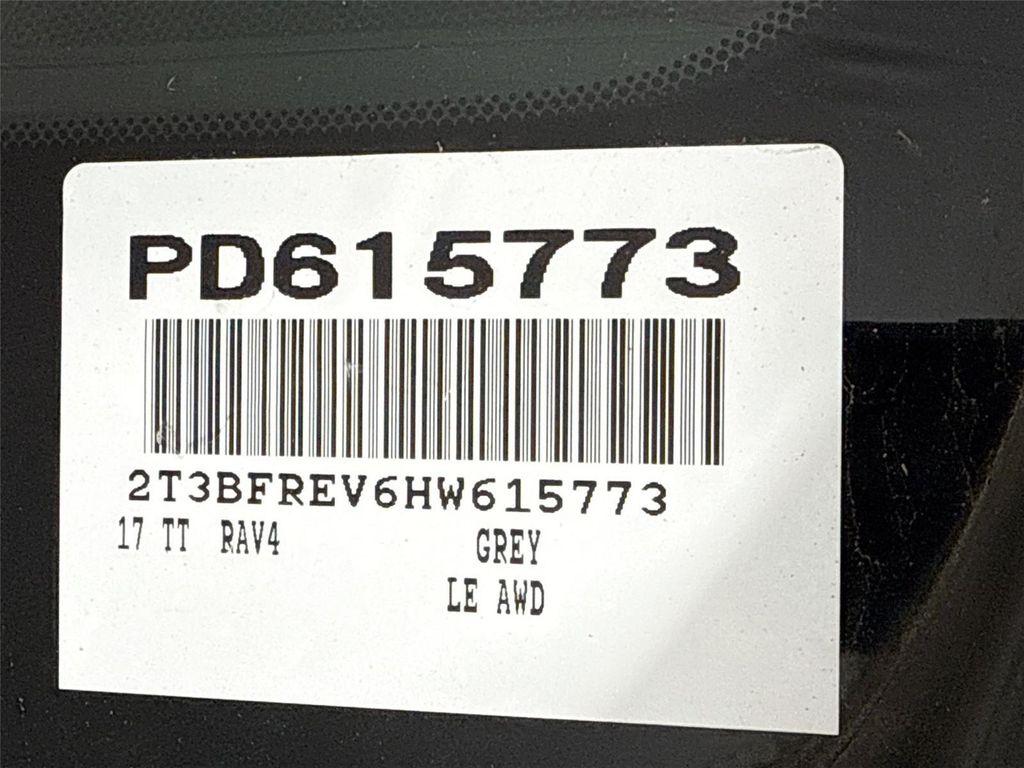 PD615773
2T3BFREV6HW615773
17 TT RAV4 GREY
LE AWD